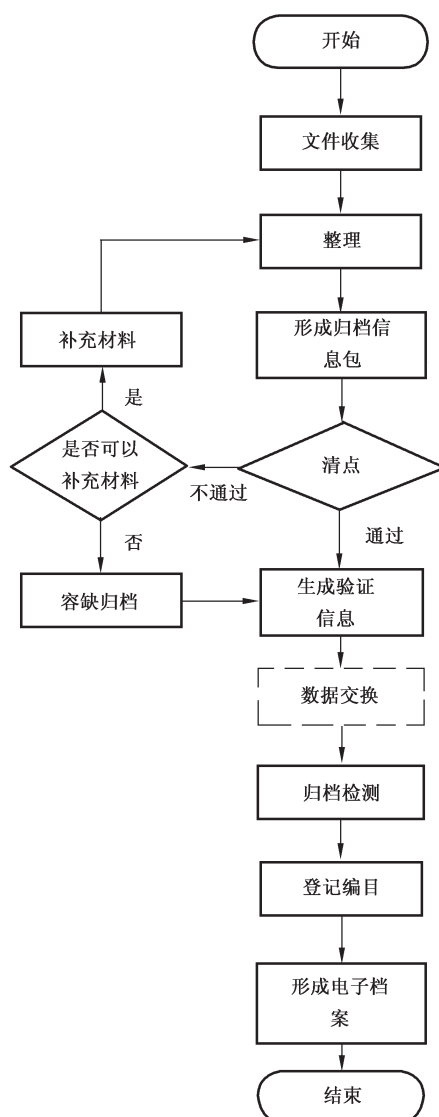 开始
文件收集
整理
补充材料
形成归档信
息包
是
是否可以
补充材料
清点
不通过
否
通过
容缺归档
生成验证
信息
数据交换
归档检测
登记编目
形成电子档
案
结束